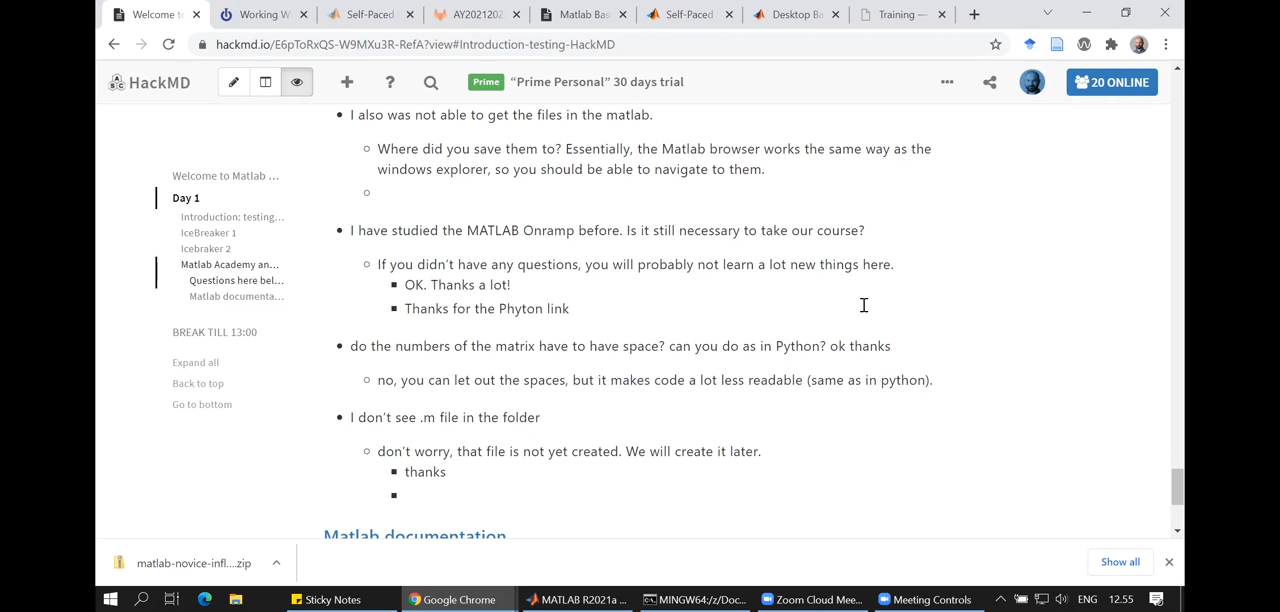 Welcome to
Working W
Self-Paced
AY2021202
Matlab Bas
Self-Paced
Desktop Ba
Training —
hackmd.io/E6pToRxQS-W9MXu3R-RefA?view#Introduction-testing-HackMD
HackMD
Prime
“Prime Personal” 30 days trial
20 ONLINE
Welcome to Matlab ...
Day 1
Introduction: testing...
IceBreaker 1
Icebraker 2
Matlab Academy an...
Questions here bel...
Matlab documenta...
BREAK TILL 13:00
Expand all
Back to top
Go to bottom
I also was not able to get the files in the matlab.
Where did you save them to? Essentially, the Matlab browser works the same way as the
windows explorer, so you should be able to navigate to them.
I have studied the MATLAB Onramp before. Is it still necessary to take our course?
If you didn’t have any questions, you will probably not learn a lot new things here.
OK. Thanks a lot!
Thanks for the Phyton link
do the numbers of the matrix have to have space? can you do as in Python? ok thanks
no, you can let out the spaces, but it makes code a lot less readable (same as in python).
I don’t see .m file in the folder
don’t worry, that file is not yet created. We will create it later.
thanks
Matlab documentation
matlab-novice-infl....zip
Show all
Sticky Notes
Google Chrome
MATLAB R2021a ...
MINGW64:/z/Doc...
Zoom Cloud Mee...
Meeting Controls
ENG
12.55